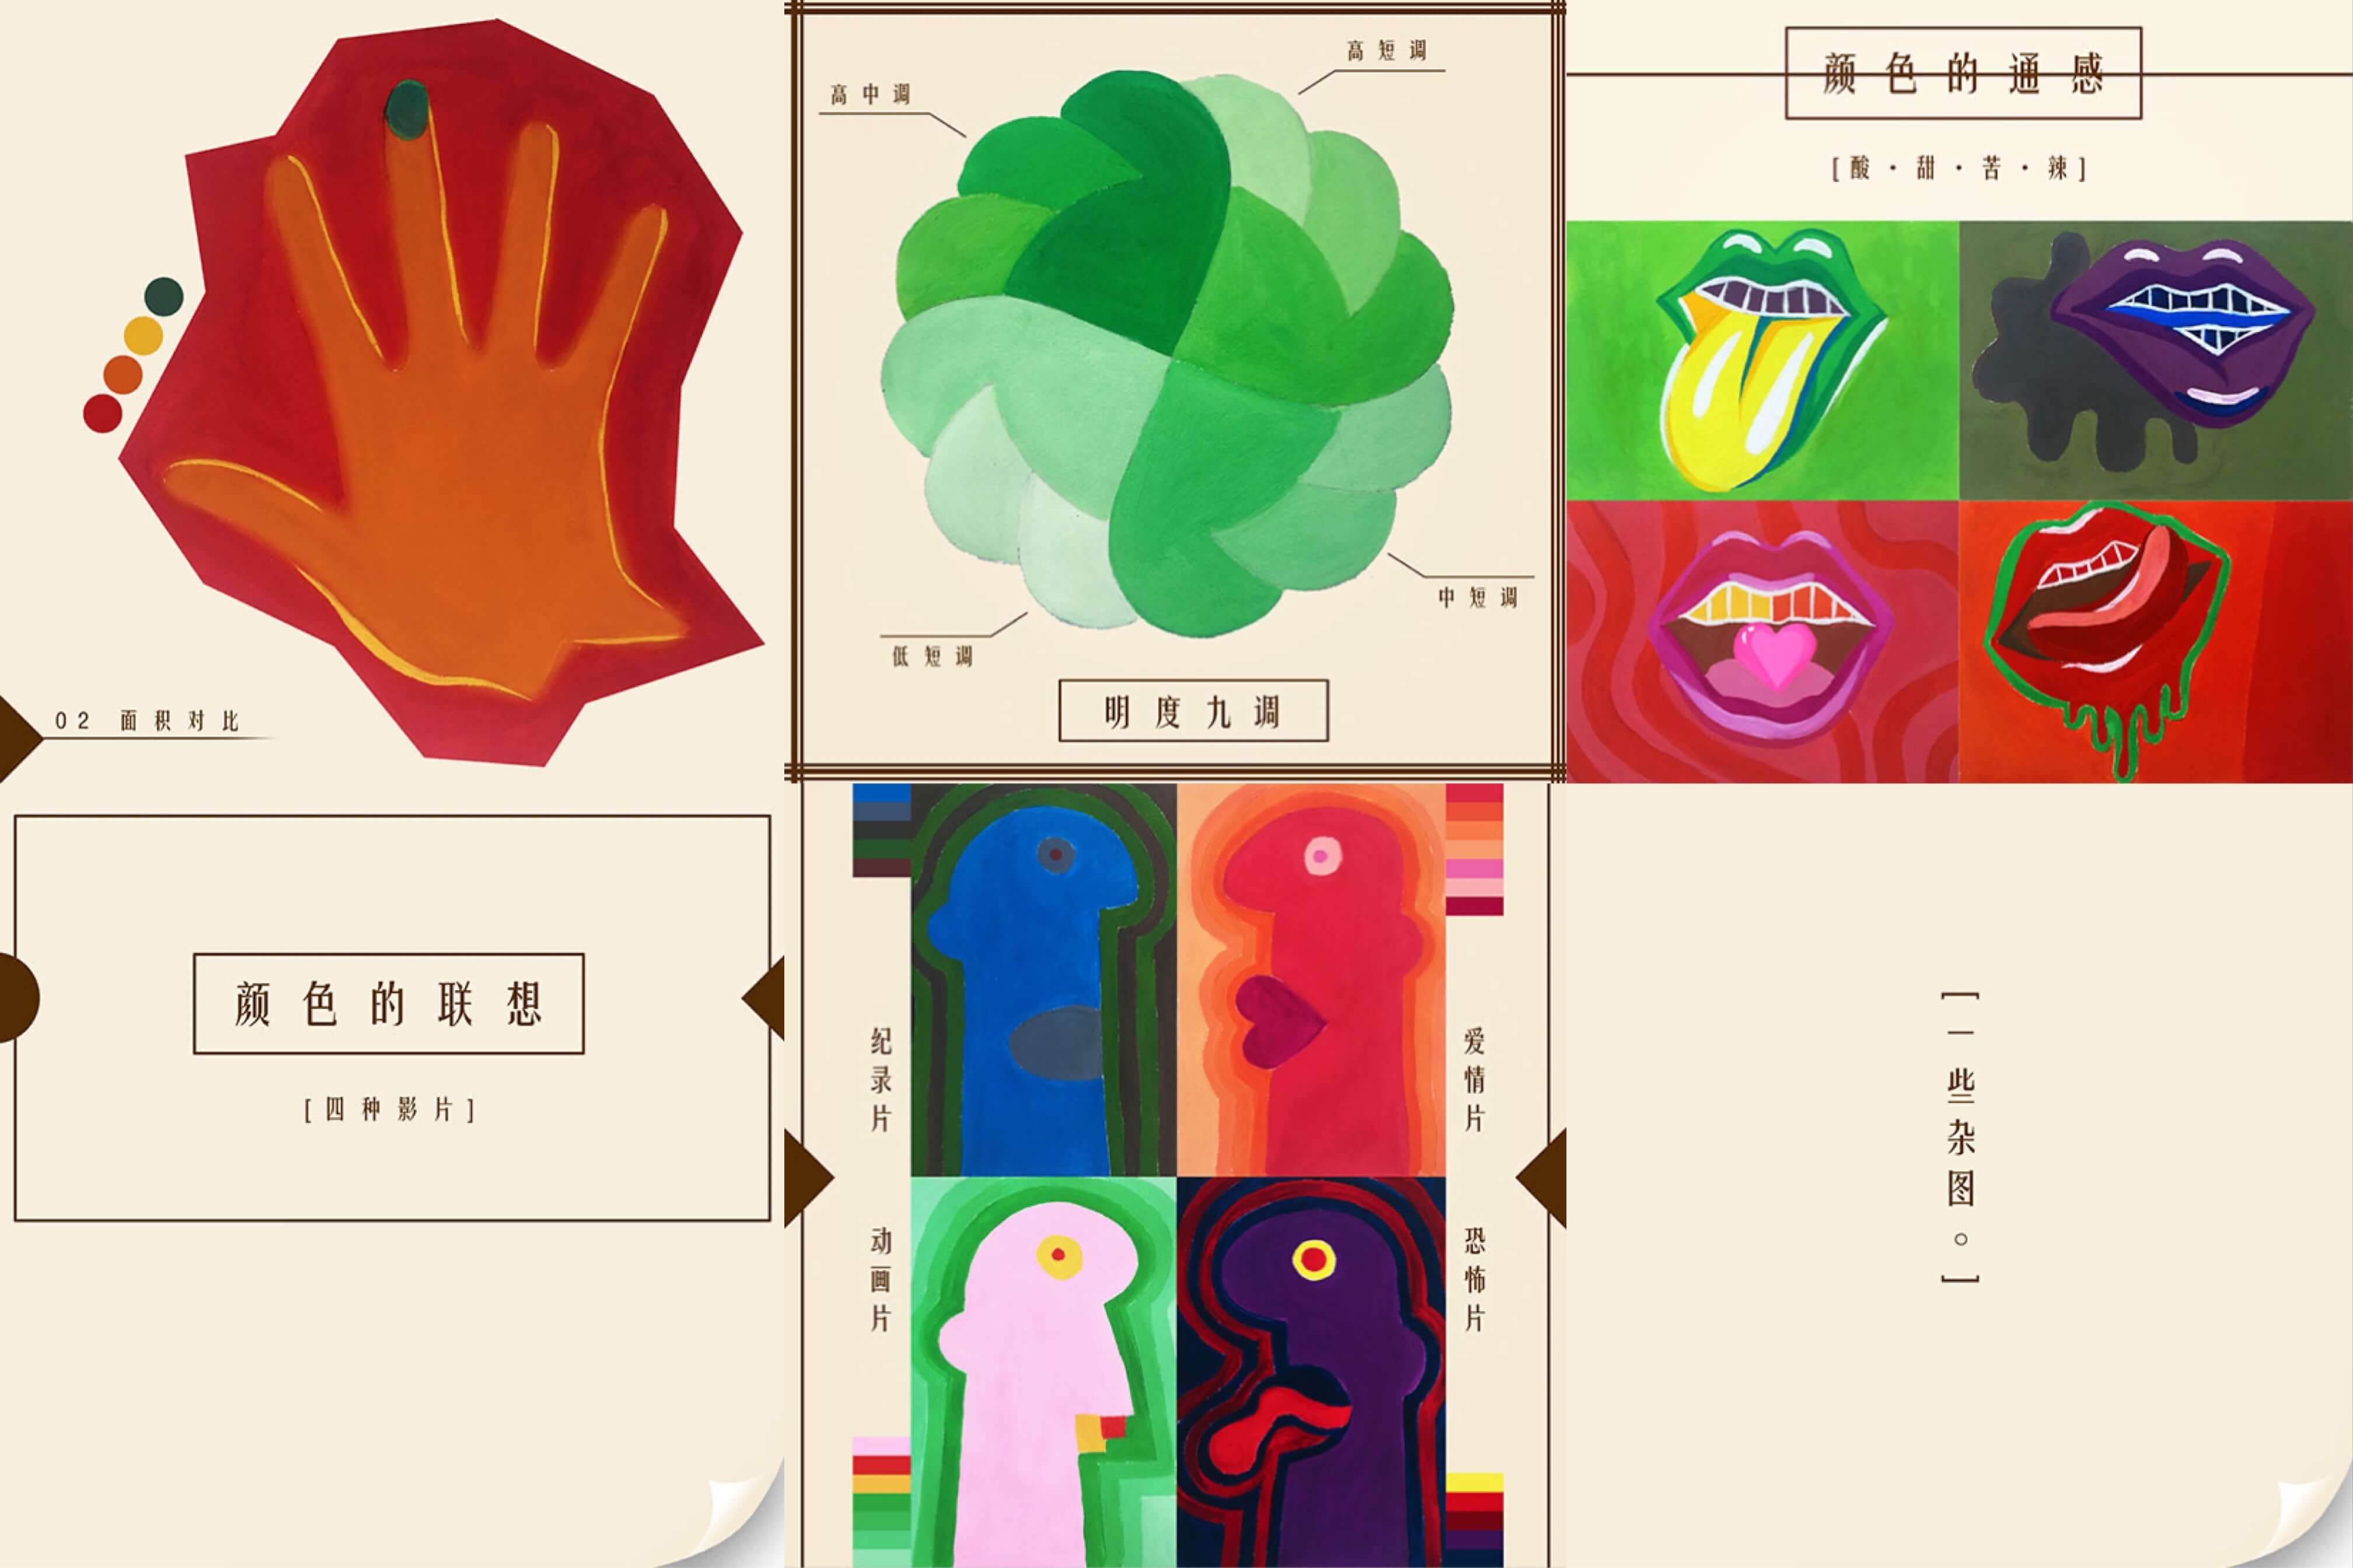 02 面积对比
高中调
高短调
中短调
低短调
明度九调
颜色的通感
[酸·甜·苦·辣]
颜色的联想
[四种影片]
纪录片
爱情片
动画片
恐怖片
[一些杂图。]